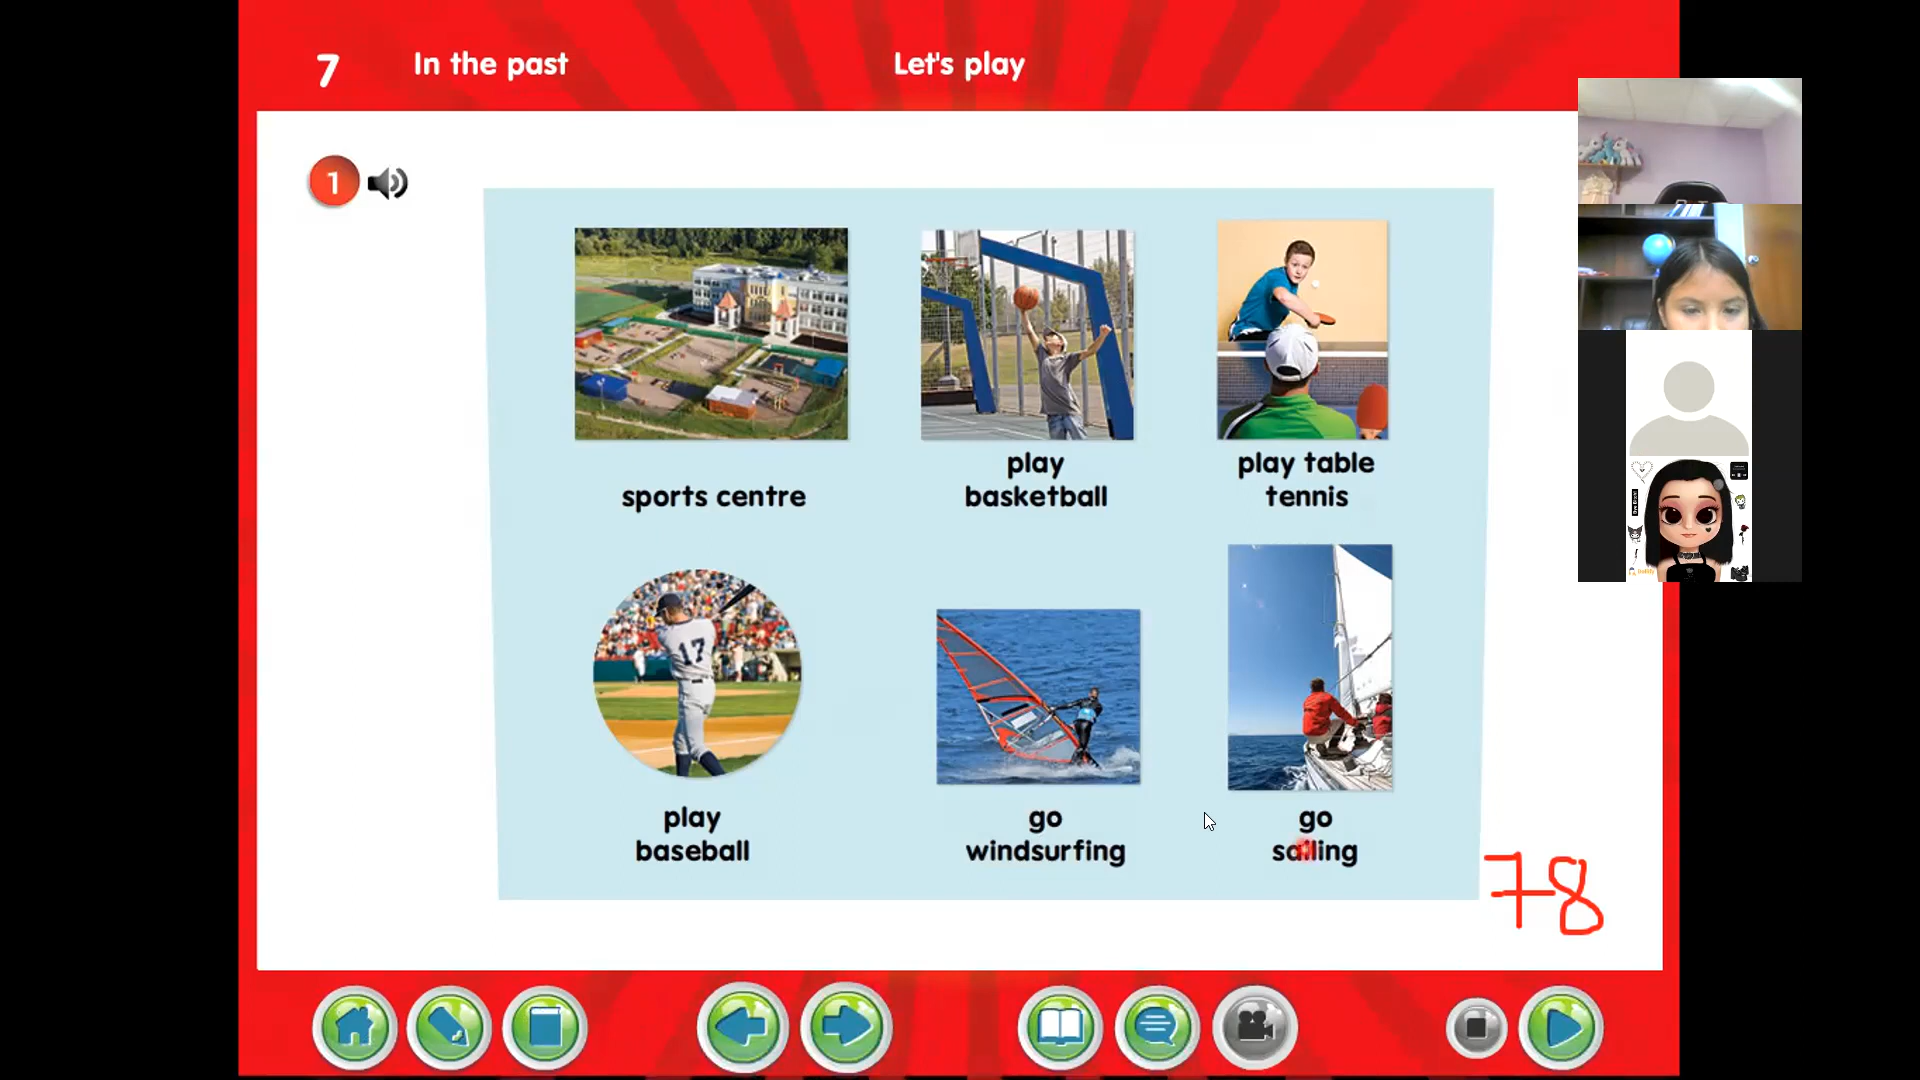 7
In the past
Let's play
1
sports centre
play
basketball
play table
tennis
17
play
baseball
go
windsurfing
go
sailing
78